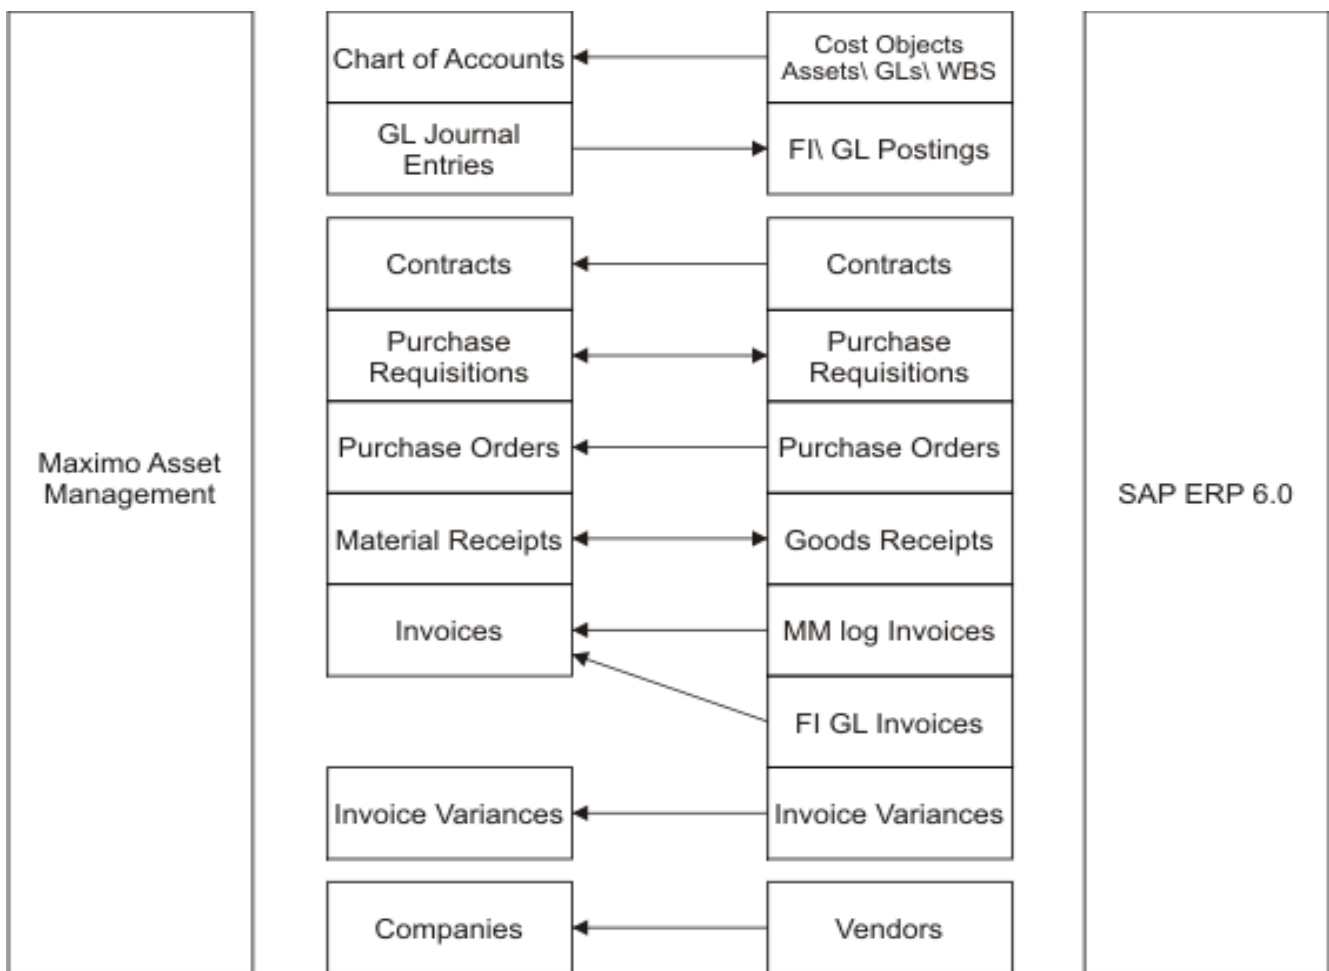 Chart of Accounts
Cost Objects
Assets\ GLs\ WBS
GL Journal
Entries
FI\ GL Postings
Contracts
Contracts
Purchase
Requisitions
Purchase
Requisitions
Maximo Asset
Management
Purchase Orders
Purchase Orders
SAP ERP 6.0
Material Receipts
Goods Receipts
Invoices
MM log Invoices
FI GL Invoices
Invoice Variances
Invoice Variances
Companies
Vendors